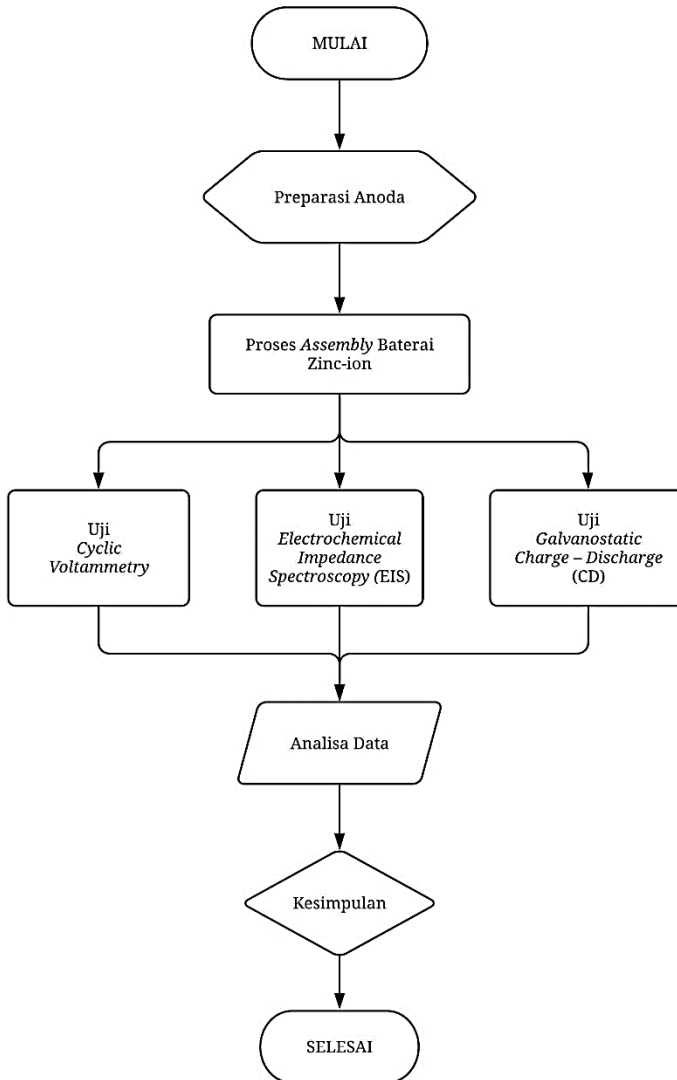 MULAI
Preparasi Anoda
Proses Assembly Baterai
Zinc-ion
Uji
Cyclic
Voltammetry
Uji
Electrochemical
Impedance
Spectroscopy (EIS)
Uji
Galvanostatic
Charge – Discharge
(CD)
Analisa Data
Kesimpulan
SELESAI